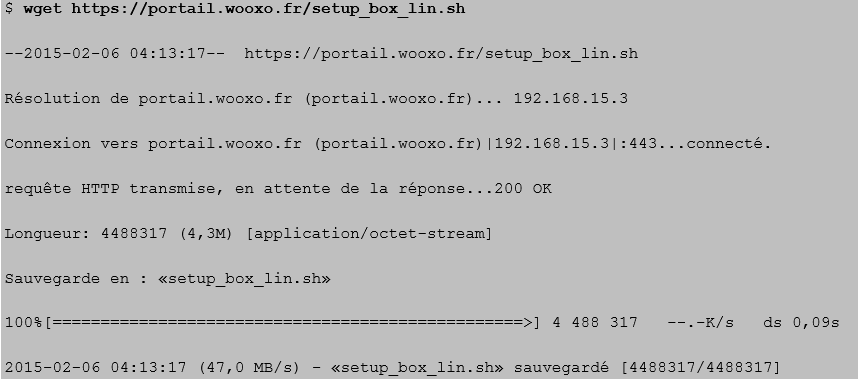 $ wget https://portail.wooxo.fr/setup_box_lin.sh
--2015-02-06 04:13:17--  https://portail.wooxo.fr/setup_box_lin.sh
Résolution de portail.wooxo.fr (portail.wooxo.fr)... 192.168.15.3
Connexion vers portail.wooxo.fr (portail.wooxo.fr)|192.168.15.3|:443...connecté.
requête HTTP transmise, en attente de la réponse...200 OK
Longueur: 4488317 (4,3M) [application/octet-stream]
Sauvegarde en : «setup_box_lin.sh»
100%[=================================================>] 4 488 317   --.-K/s   ds 0,09s
2015-02-06 04:13:17 (47,0 MB/s) - «setup_box_lin.sh» sauvegardé [4488317/4488317]